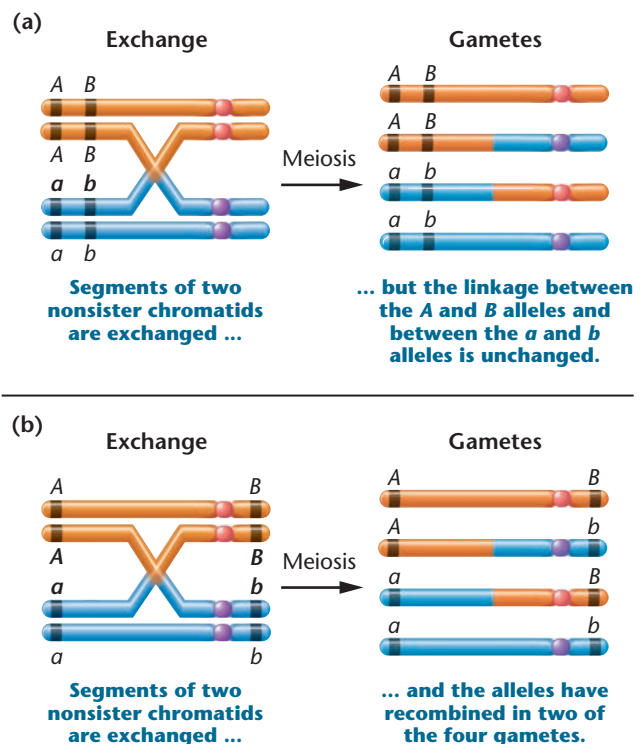 (a)
Exchange
Gametes
A B
A B
a b
a b
Meiosis
A B
A B
a b
a b
Segments of two
nonsister chromatids
are exchanged ...
... but the linkage between
the A and B alleles and
between the a and b
alleles is unchanged.
(b)
Exchange
Gametes
A B
A B
a b
a b
Meiosis
A B
A b
a B
a b
Segments of two
nonsister chromatids
are exchanged ...
... and the alleles have
recombined in two of
the four gametes.